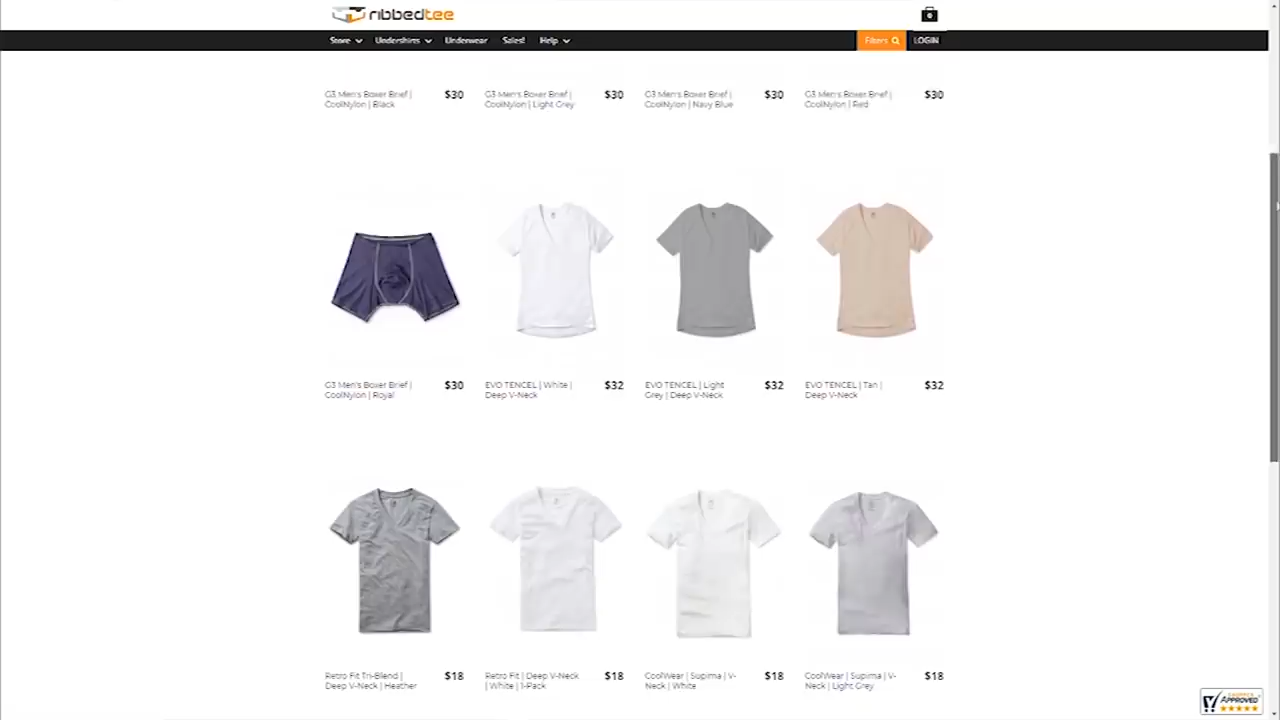 ribbedtee
0
Store Undershirts Underwear Sales! Help Filters LOGIN
G3 Men's Boxer Brief | $30 G3 Men's Boxer Brief | $30 G3 Men's Boxer Brief | $30 G3 Men's Boxer Brief | $30
CoolNylon | Black CoolNylon | Light Grey CoolNylon | Navy Blue CoolNylon | Red
G3 Men's Boxer Brief | $30 EVO TENCEL | White | $32 EVO TENCEL | Light $32 EVO TENCEL | Tan | $32
CoolNylon | Royal Deep V-Neck Grey | Deep V-Neck Deep V-Neck
Retro Fit Tri-Blend | $18 Retro Fit | Deep V-Neck $18 CoolWear | Supima | V- $18 CoolWear | Supima | V- $18
Deep V-Neck | Heather | White | 1-Pack Neck | White Neck | Light Grey
SHOPPER
APPROVED